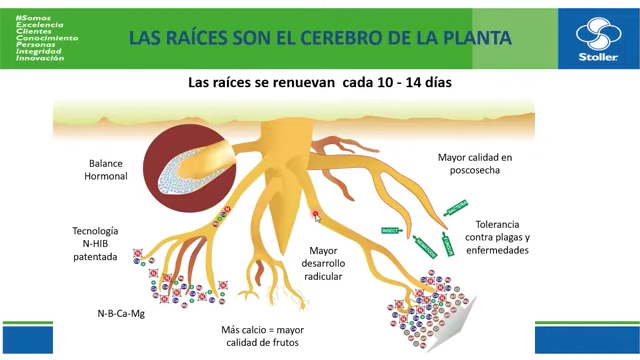 #Somos
Excelencia
Clientes
Conocimiento
Personas
Integridad
Innovación
LAS RAÍCES SON EL CEREBRO DE LA PLANTA
Stoller
Las raíces se renuevan cada 10 - 14 días
Balance
Hormonal
Mayor calidad en
poscosecha
Tecnología
N-HIB
patentada
BACTERIA
INSECT
Tolerancia
contra plagas y
enfermedades
Mayor
desarrollo
radicular
N-B-Ca-Mg
Más calcio = mayor
calidad de frutos